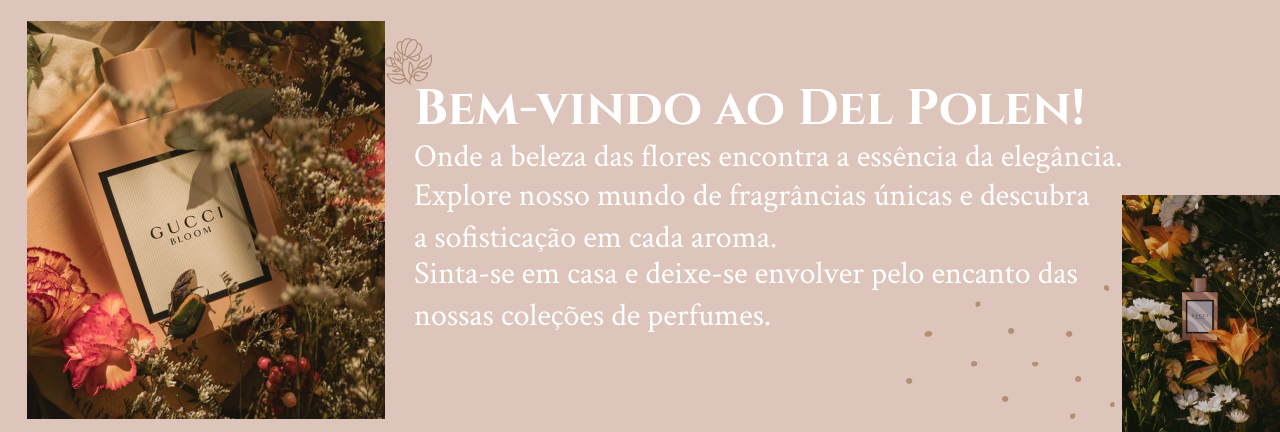 GUCCI
BLOOM
Bem-vindo ao Del Polen!
Onde a beleza das flores encontra a essência da elegância.
Explore nosso mundo de fragrâncias únicas e descubra
a sofisticação em cada aroma.
Sinta-se em casa e deixe-se envolver pelo encanto das
nossas coleções de perfumes.
GUCCI